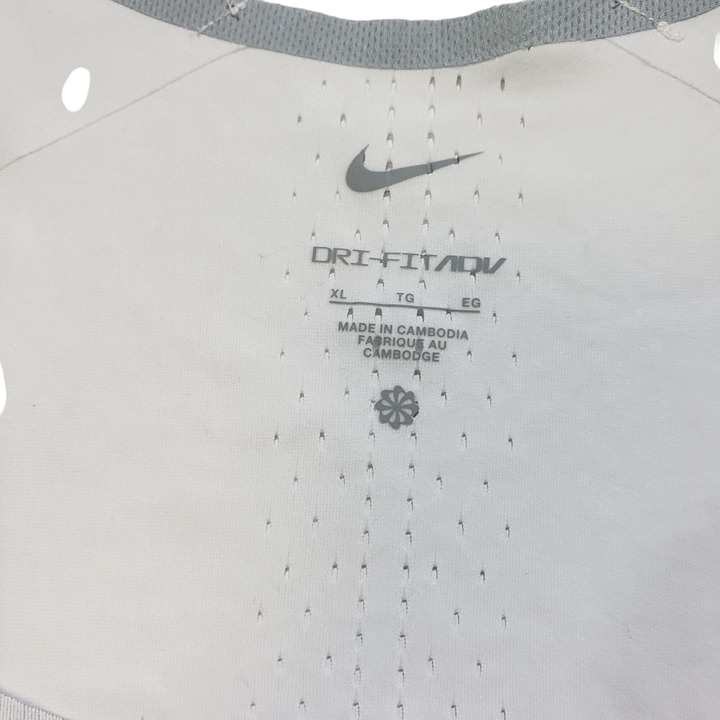 DRI-FIT ADV
XL TG EG
MADE IN CAMBODIA
FABRIQUE AU
CAMBODGE